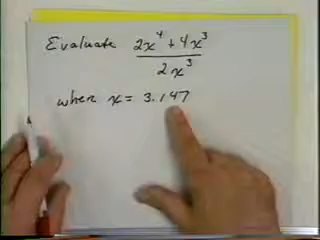 Evaluate (2x⁴ + 4x³)/(2x³)
when x = 3.147